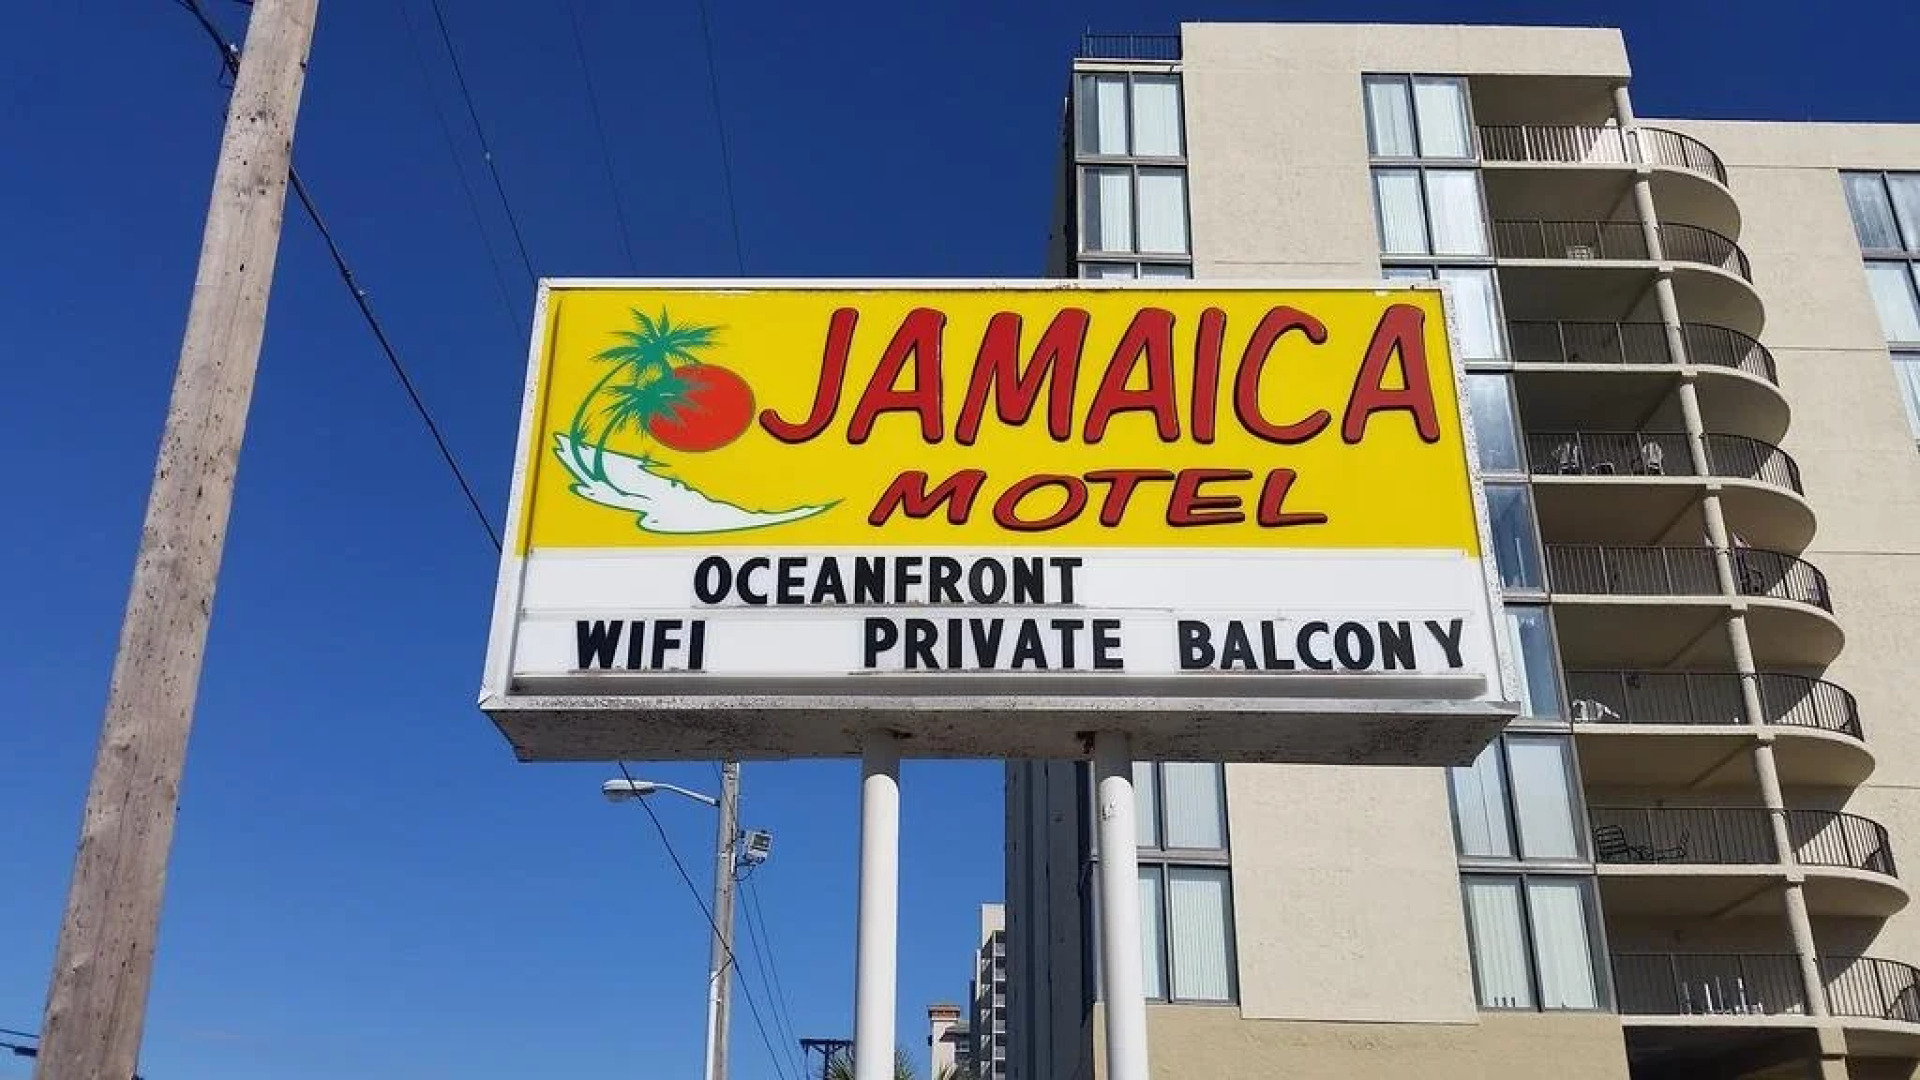 JAMAICA
MOTEL
OCEANFRONT
WIFI PRIVATE BALCONY